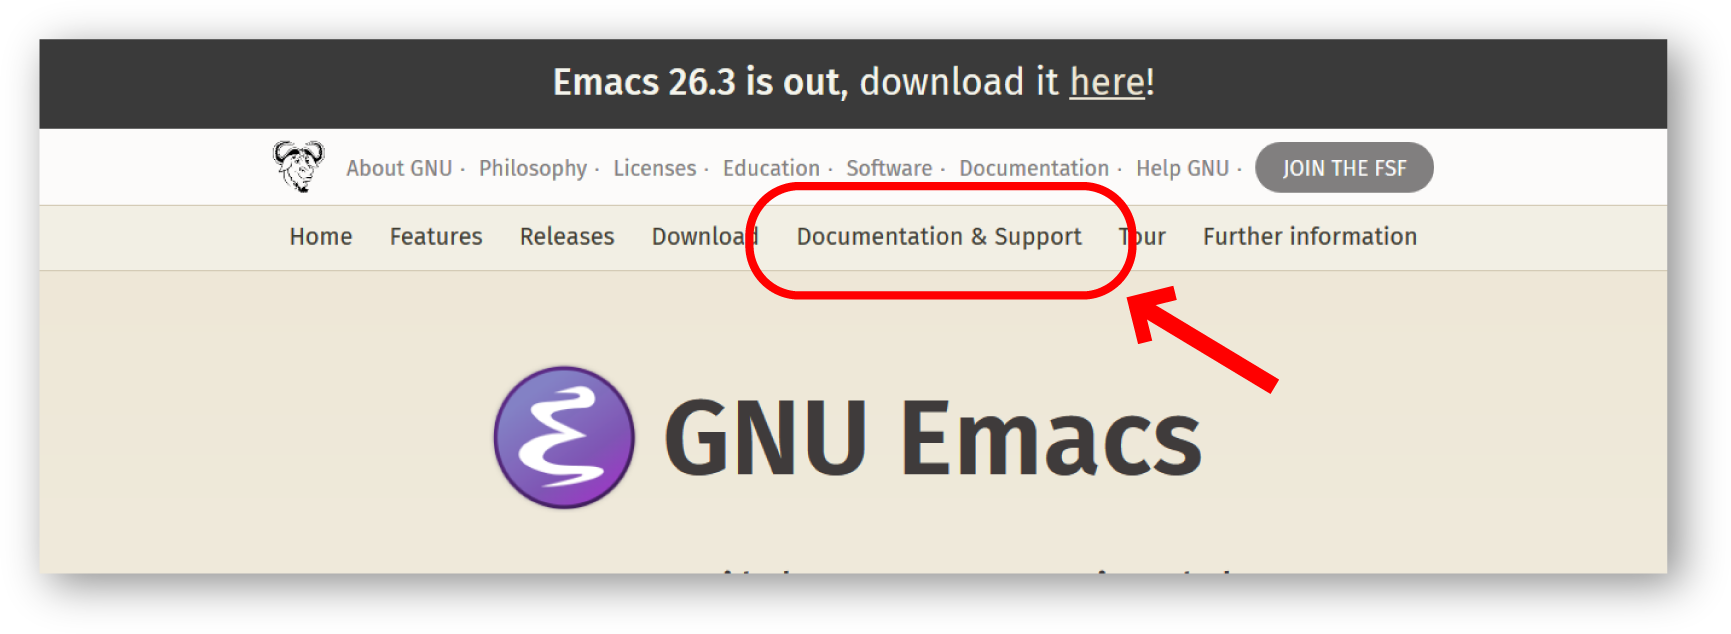 Emacs 26.3 is out, download it here!
About GNU · Philosophy · Licenses · Education · Software · Documentation · Help GNU · JOIN THE FSF
Home Features Releases Download Documentation & Support Tour Further information
GNU Emacs